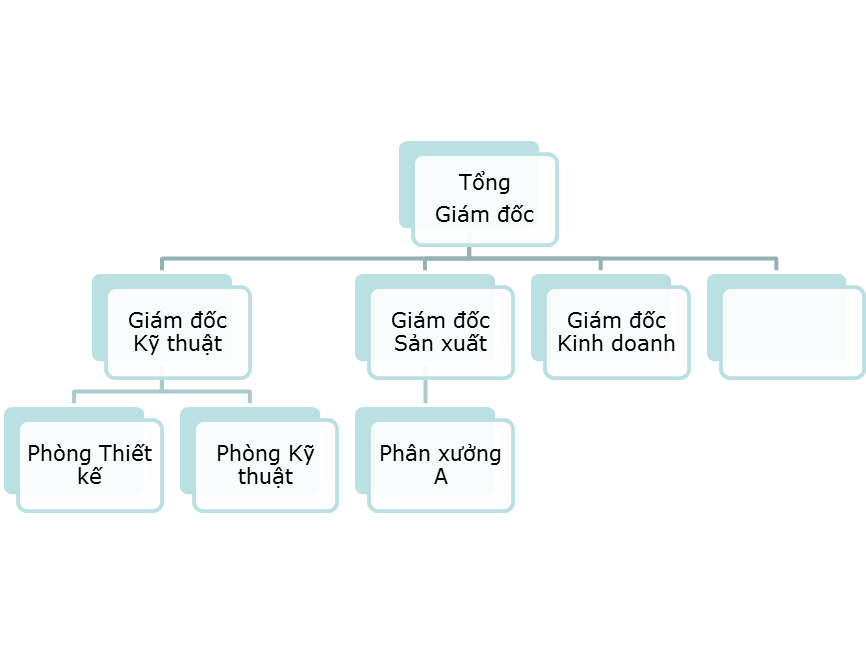 Tổng
Giám đốc
Giám đốc
Kỹ thuật
Giám đốc
Sản xuất
Giám đốc
Kinh doanh
Phòng Thiết
kế
Phòng Kỹ
thuật
Phân xưởng
A